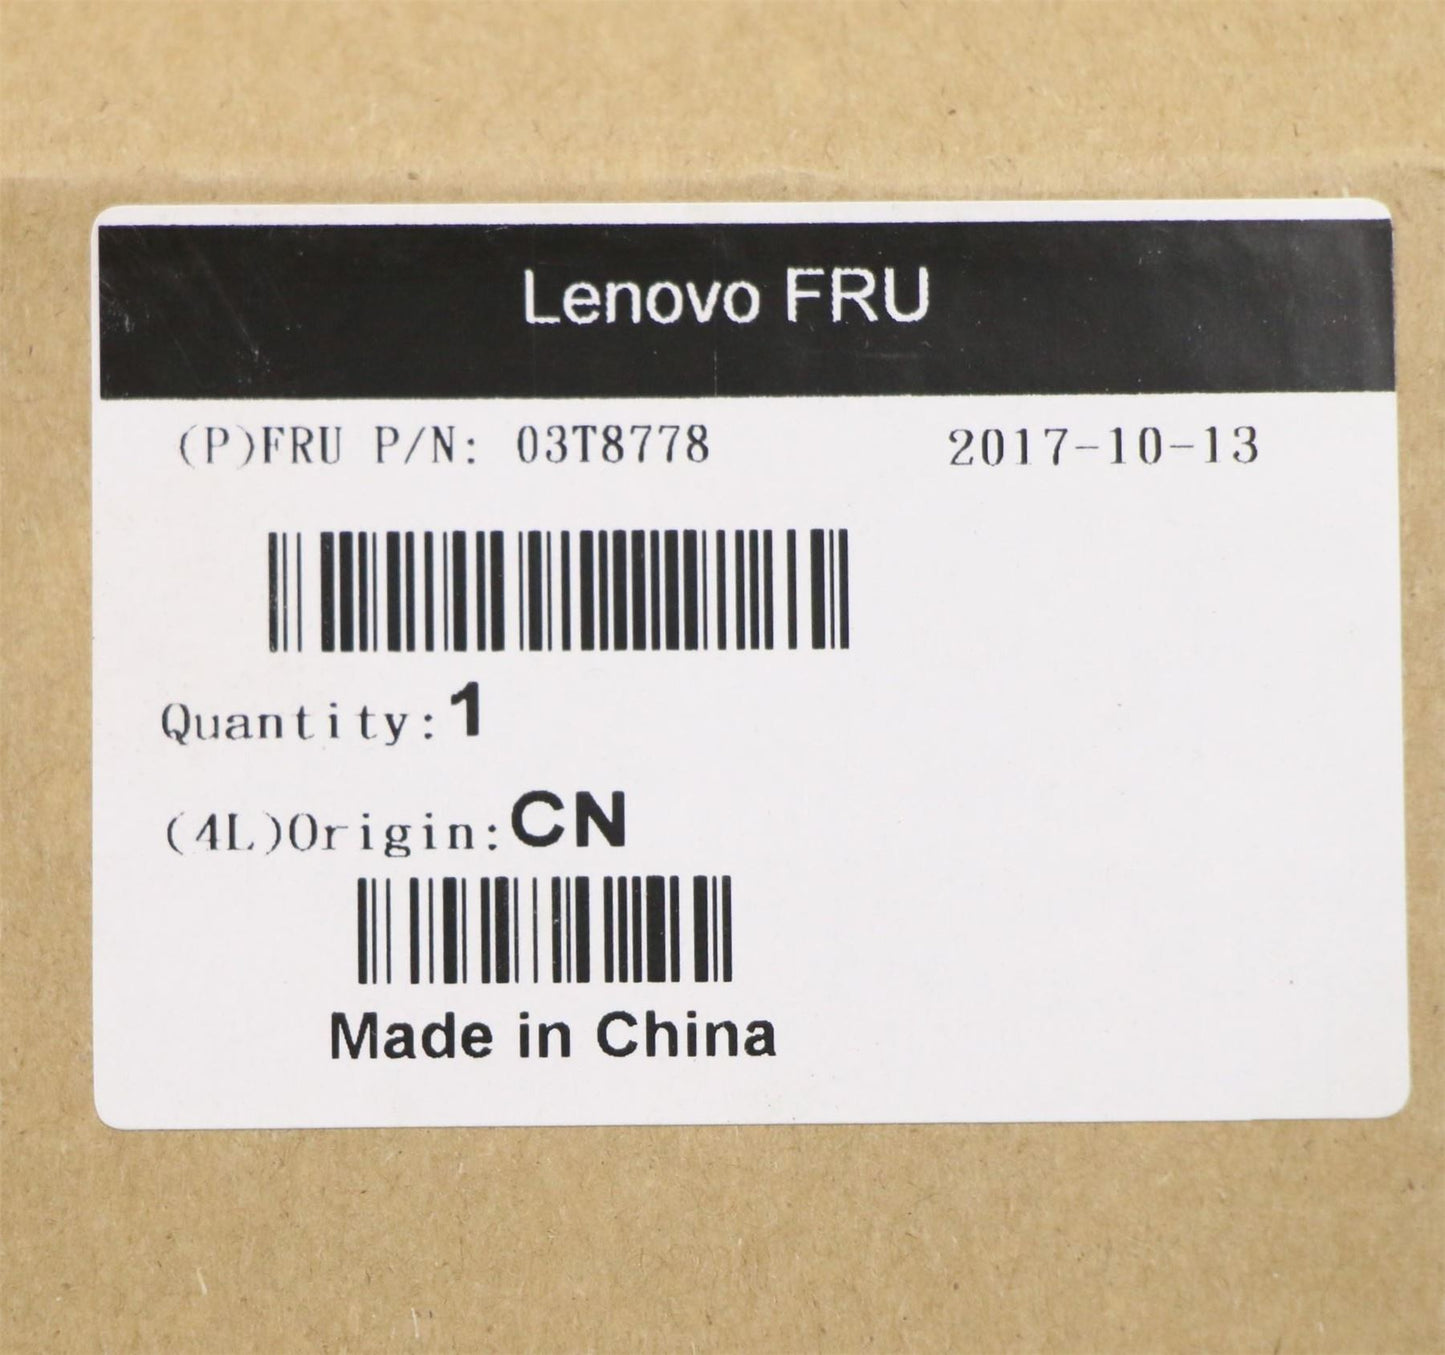 Lenovo FRU
(P)FRU P/N: 03T8778 2017-10-13
Quantity:1
(4L)Origin:CN
Made in China